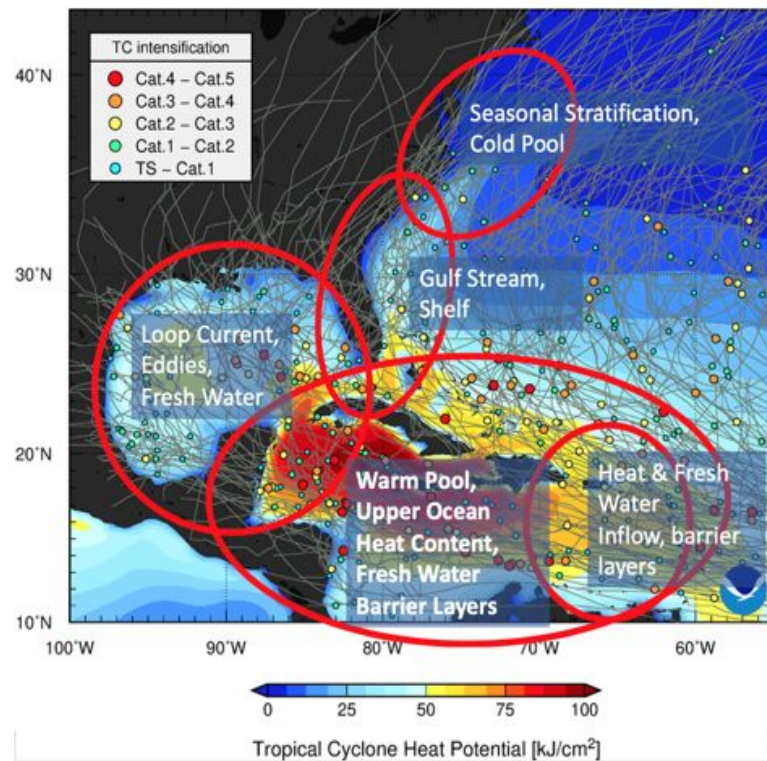 TC intensification
Cat.4 – Cat.5
Cat.3 – Cat.4
Cat.2 – Cat.3
Cat.1 – Cat.2
TS – Cat.1
Seasonal Stratification,
Cold Pool
Gulf Stream,
Shelf
Loop Current,
Eddies,
Fresh Water
Warm Pool,
Upper Ocean
Heat Content,
Fresh Water
Barrier Layers
Heat & Fresh
Water
Inflow, barrier
layers
40°N
30°N
20°N
10°N
100°W
90°W
80°W
70°W
60°W
0
25
50
75
100
Tropical Cyclone Heat Potential [kJ/cm²]